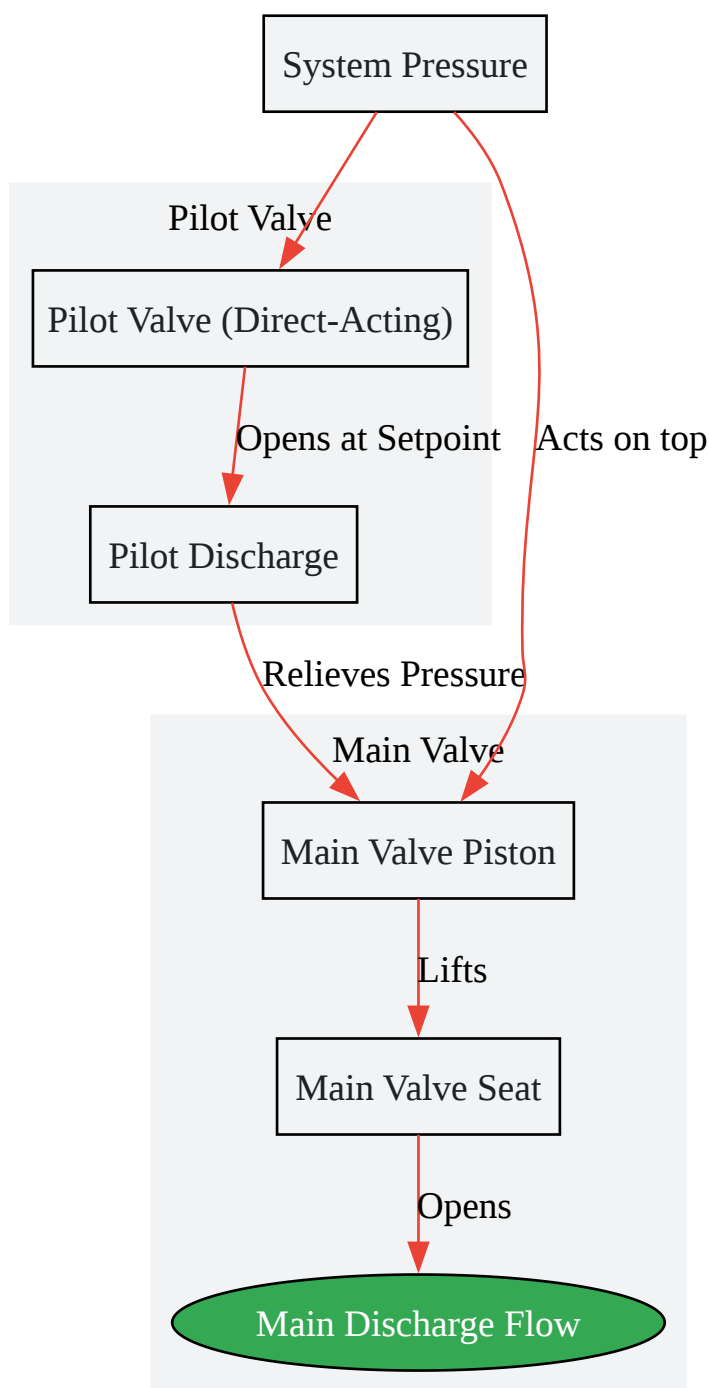 System Pressure
Pilot Valve
Pilot Valve (Direct-Acting)
Opens at Setpoint
Acts on top
Pilot Discharge
Relieves Pressure
Main Valve
Main Valve Piston
Lifts
Main Valve Seat
Opens
Main Discharge Flow